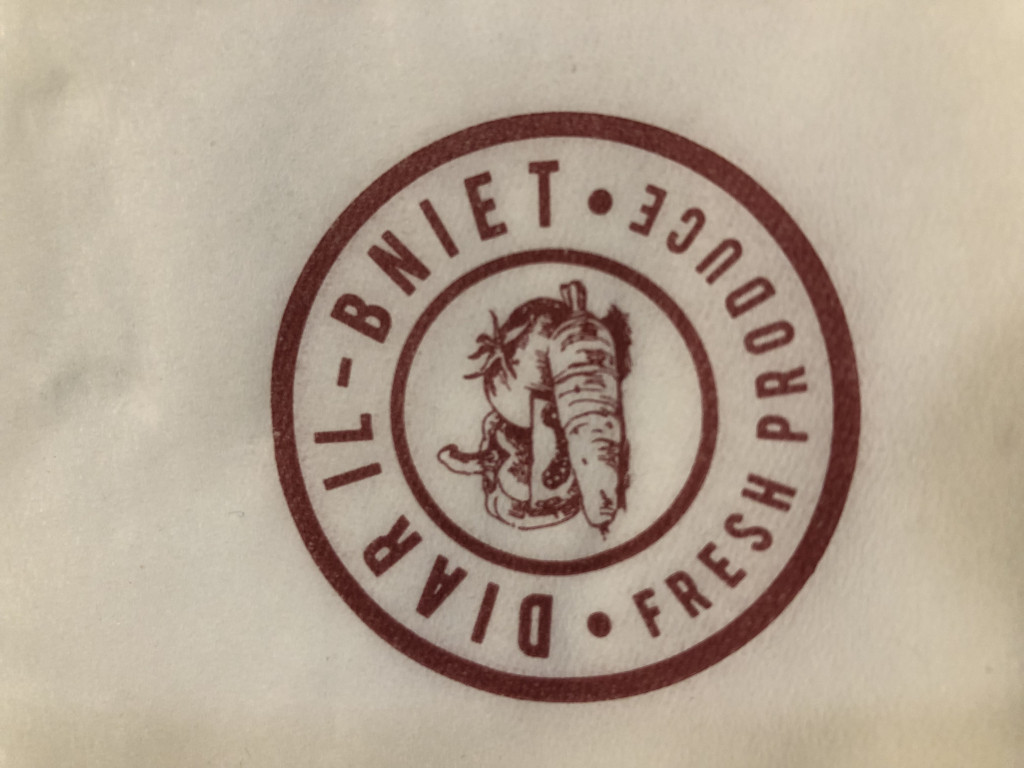 DIAR IL-BNIET
FRESH PRODUCE